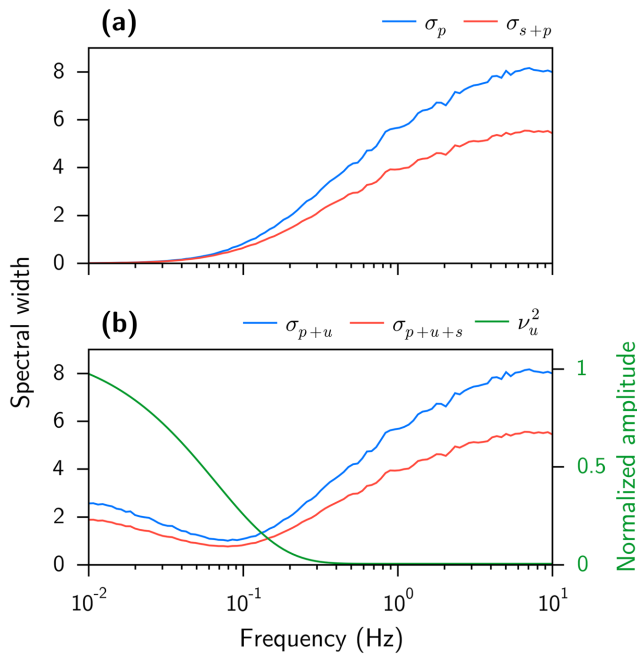 (a) σ_p σ_{s+p}
8
6
4
2
0
Spectral width
(b) σ_{p+u} σ_{p+u+s} ν_u^2
8
6
4
2
0
1
0.5
0
Normalized amplitude
10^-2 10^-1 10^0 10^1
Frequency (Hz)